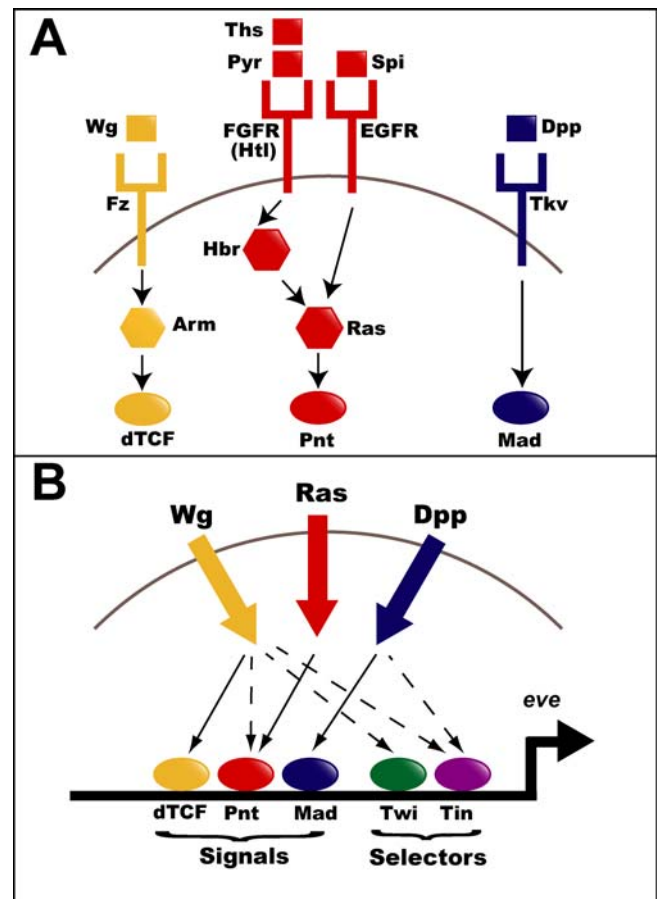 A
Ths
Pyr
Spi
Wg
FGFR
(Htl)
EGFR
Dpp
Fz
Tkv
Hbr
Arm
Ras
dTCF
Pnt
Mad
B
Wg
Ras
Dpp
eve
dTCF Pnt Mad Twi Tin
Signals Selectors